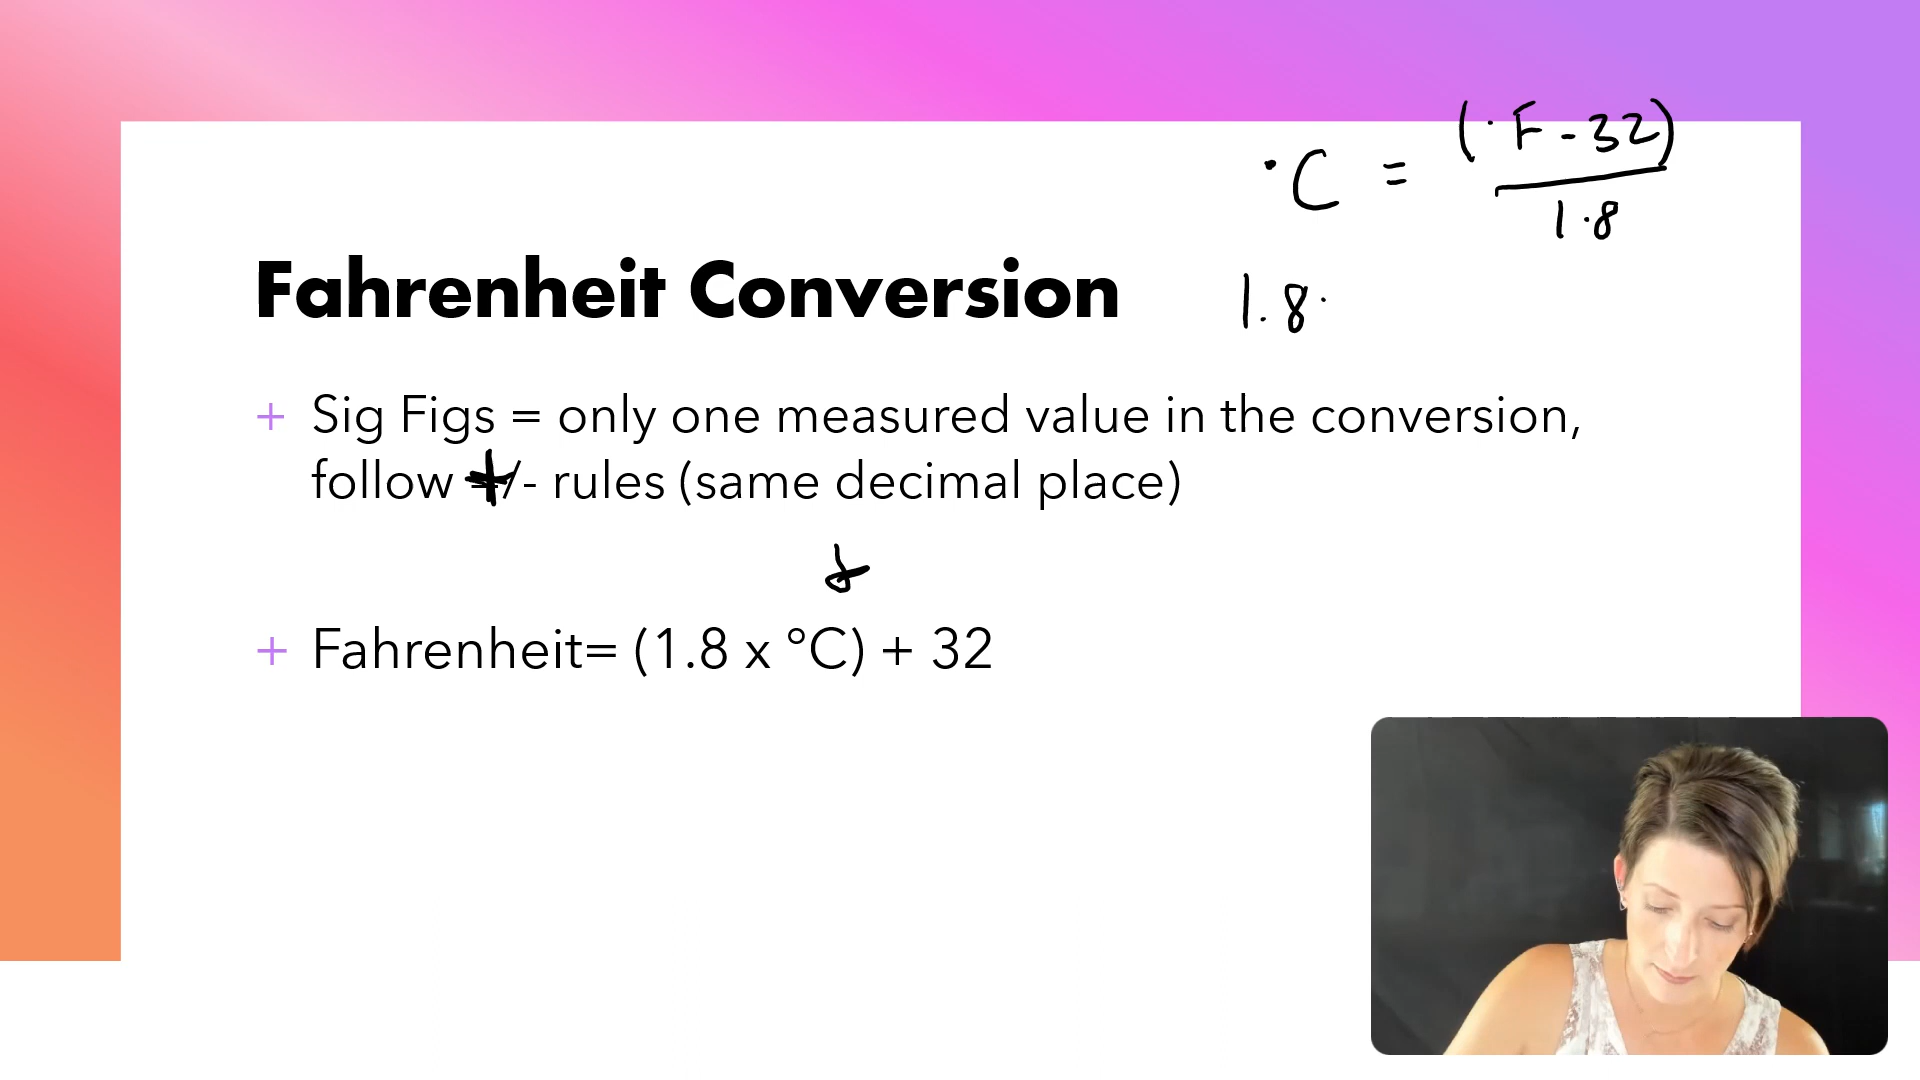 (°F - 32)
°C =
1.8
Fahrenheit Conversion
1.8·
+ Sig Figs = only one measured value in the conversion,
follow +/- rules (same decimal place)
+ Fahrenheit= (1.8 x °C) + 32